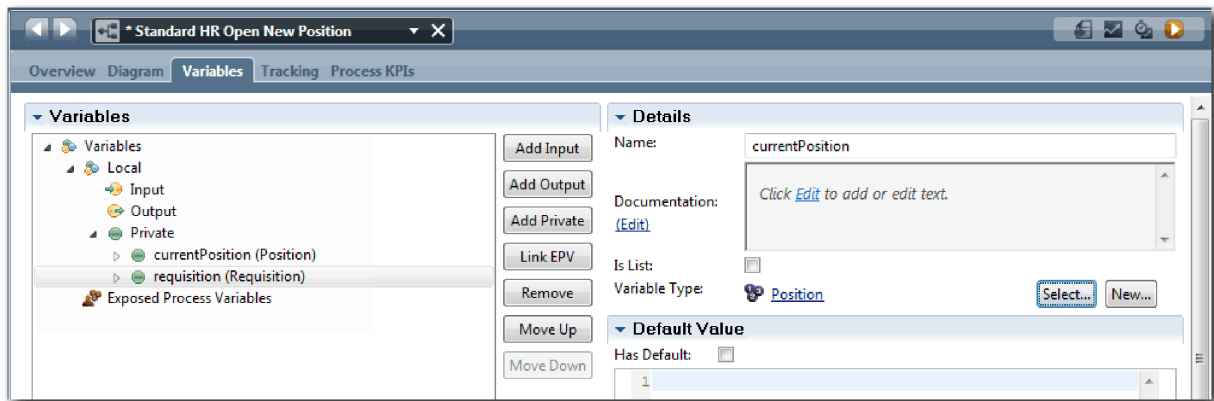 * Standard HR Open New Position
Overview Diagram Variables Tracking Process KPIs
Variables
Variables
Local
Input
Output
Private
currentPosition (Position)
requisition (Requisition)
Exposed Process Variables
Add Input
Add Output
Add Private
Link EPV
Remove
Move Up
Move Down
Details
Name: currentPosition
Documentation: Click Edit to add or edit text.
(Edit)
Is List:
Variable Type: Position Select... New...
Default Value
Has Default:
1